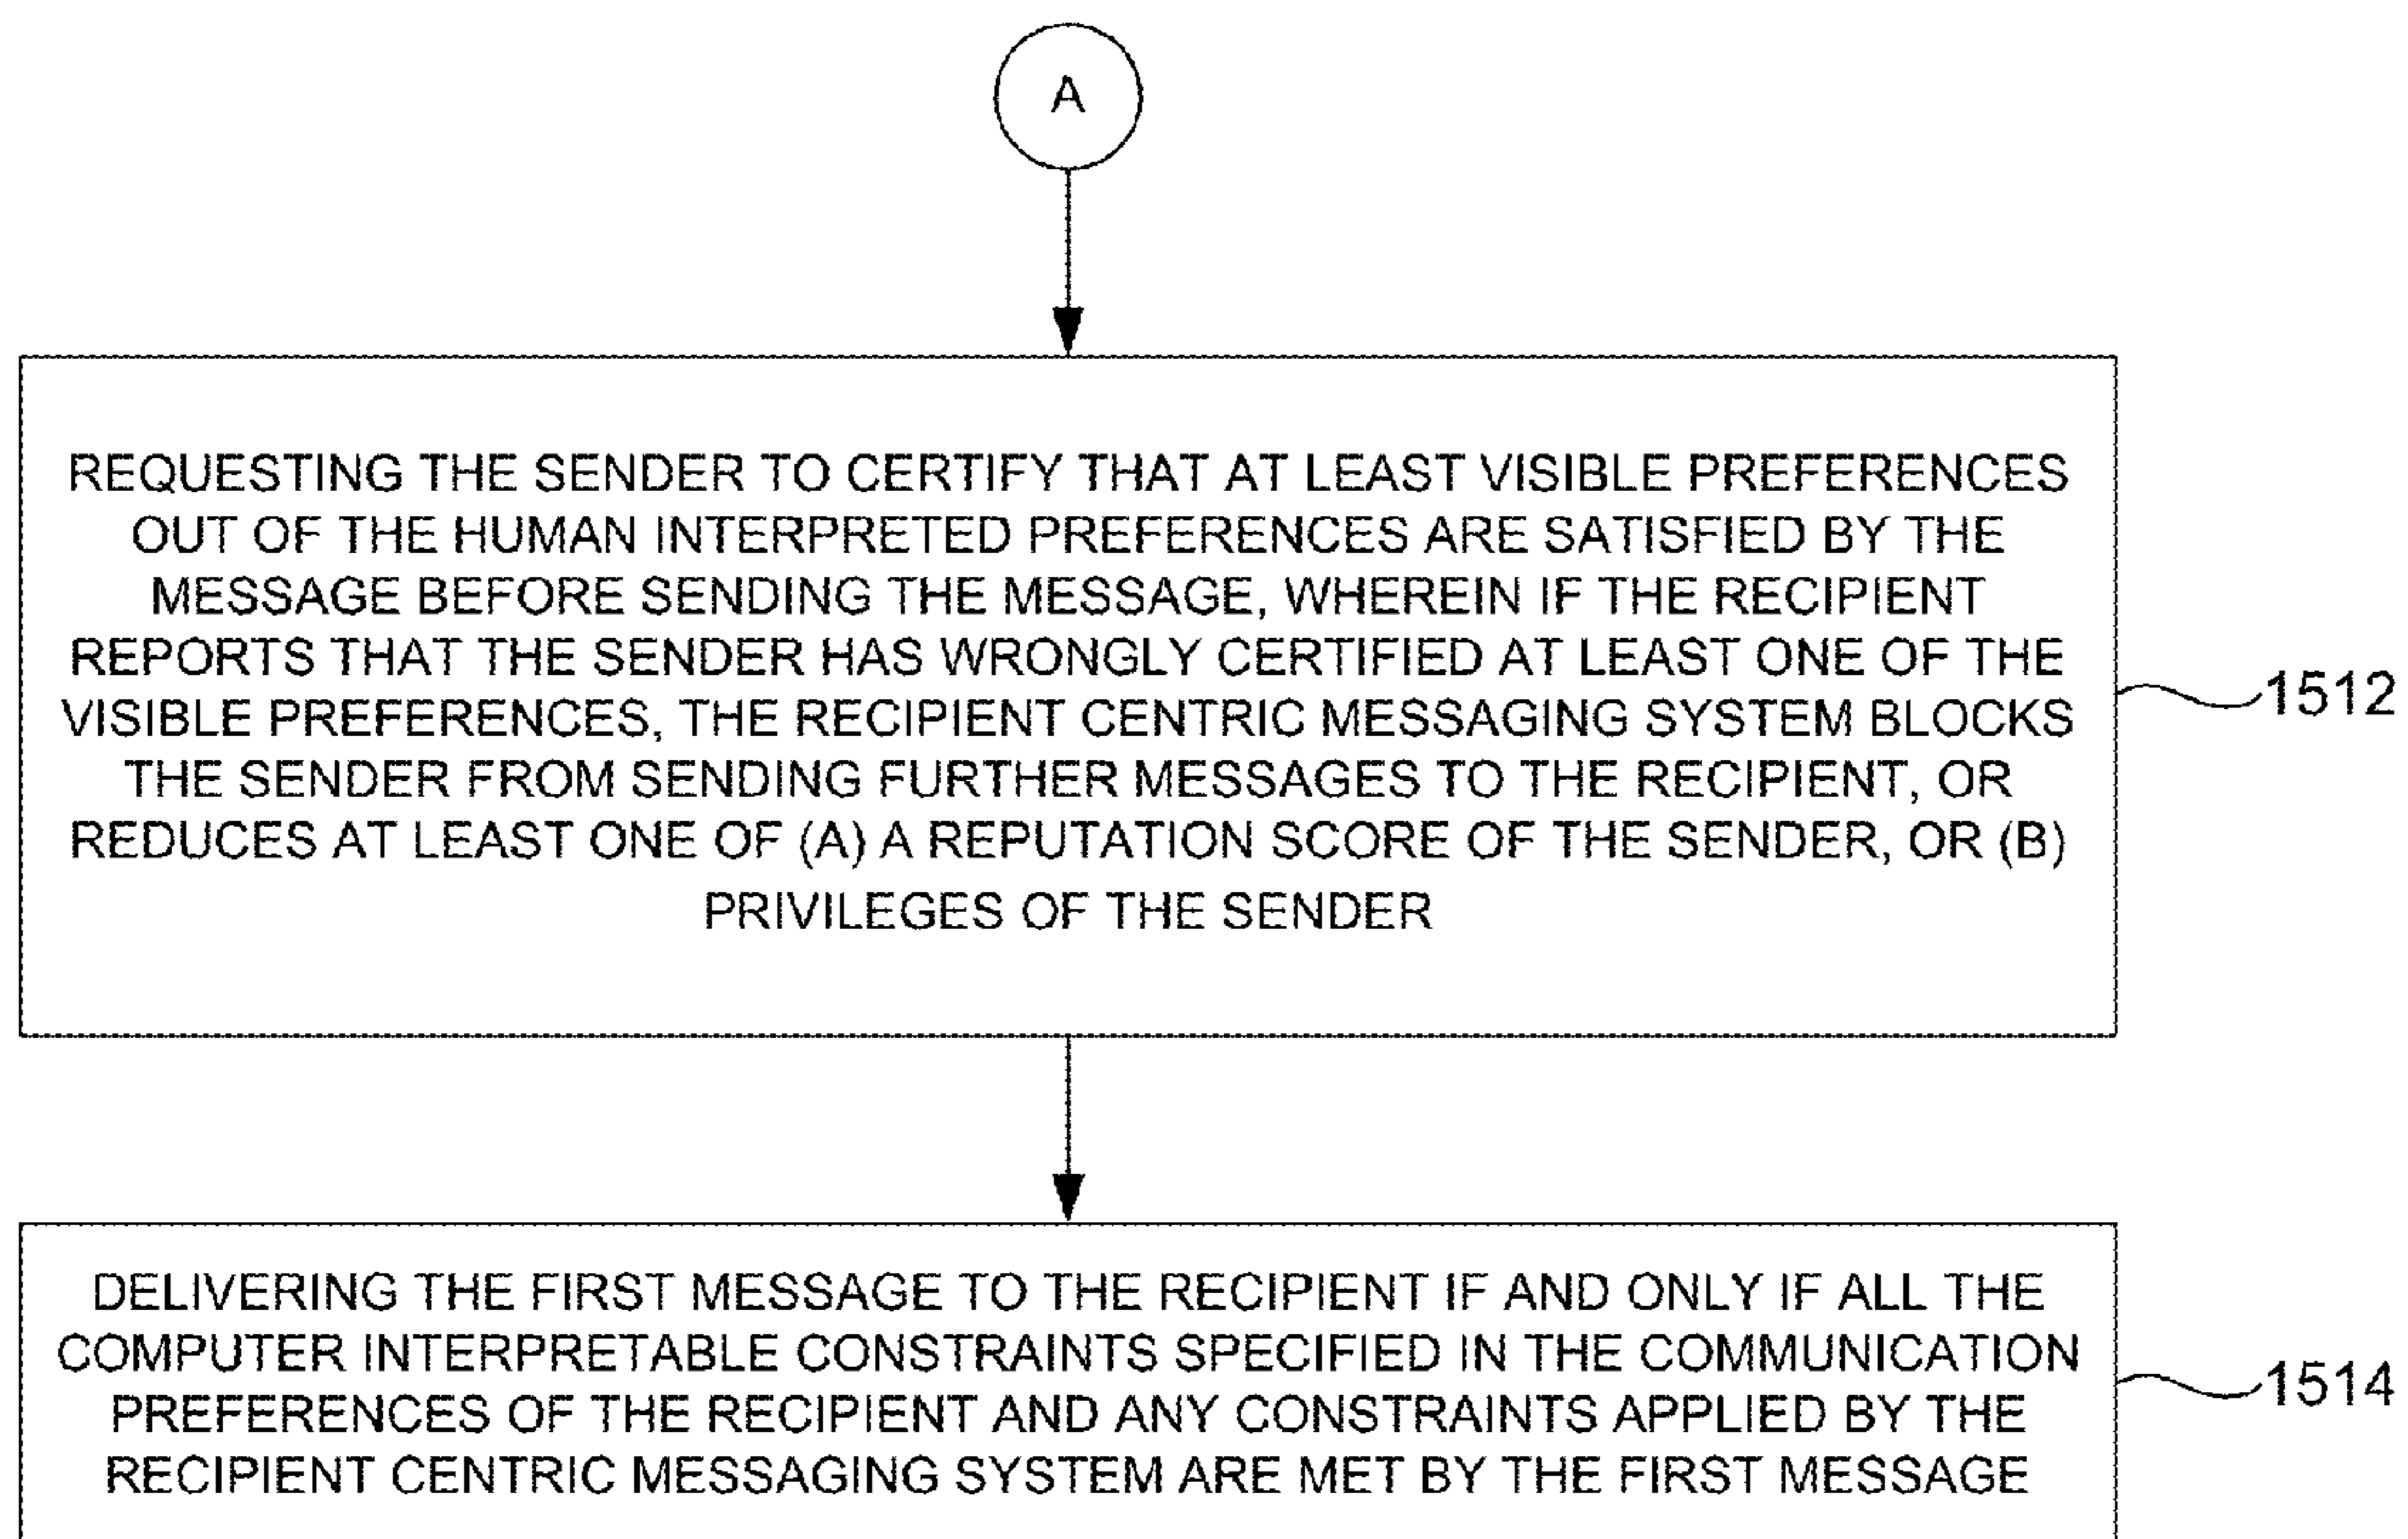 A
REQUESTING THE SENDER TO CERTIFY THAT AT LEAST VISIBLE PREFERENCES
OUT OF THE HUMAN INTERPRETED PREFERENCES ARE SATISFIED BY THE
MESSAGE BEFORE SENDING THE MESSAGE, WHEREIN IF THE RECIPIENT
REPORTS THAT THE SENDER HAS WRONGLY CERTIFIED AT LEAST ONE OF THE
VISIBLE PREFERENCES, THE RECIPIENT CENTRIC MESSAGING SYSTEM BLOCKS
THE SENDER FROM SENDING FURTHER MESSAGES TO THE RECIPIENT, OR
REDUCES AT LEAST ONE OF (A) A REPUTATION SCORE OF THE SENDER, OR (B)
PRIVILEGES OF THE SENDER
1512
DELIVERING THE FIRST MESSAGE TO THE RECIPIENT IF AND ONLY IF ALL THE
COMPUTER INTERPRETABLE CONSTRAINTS SPECIFIED IN THE COMMUNICATION
PREFERENCES OF THE RECIPIENT AND ANY CONSTRAINTS APPLIED BY THE
RECIPIENT CENTRIC MESSAGING SYSTEM ARE MET BY THE FIRST MESSAGE
1514